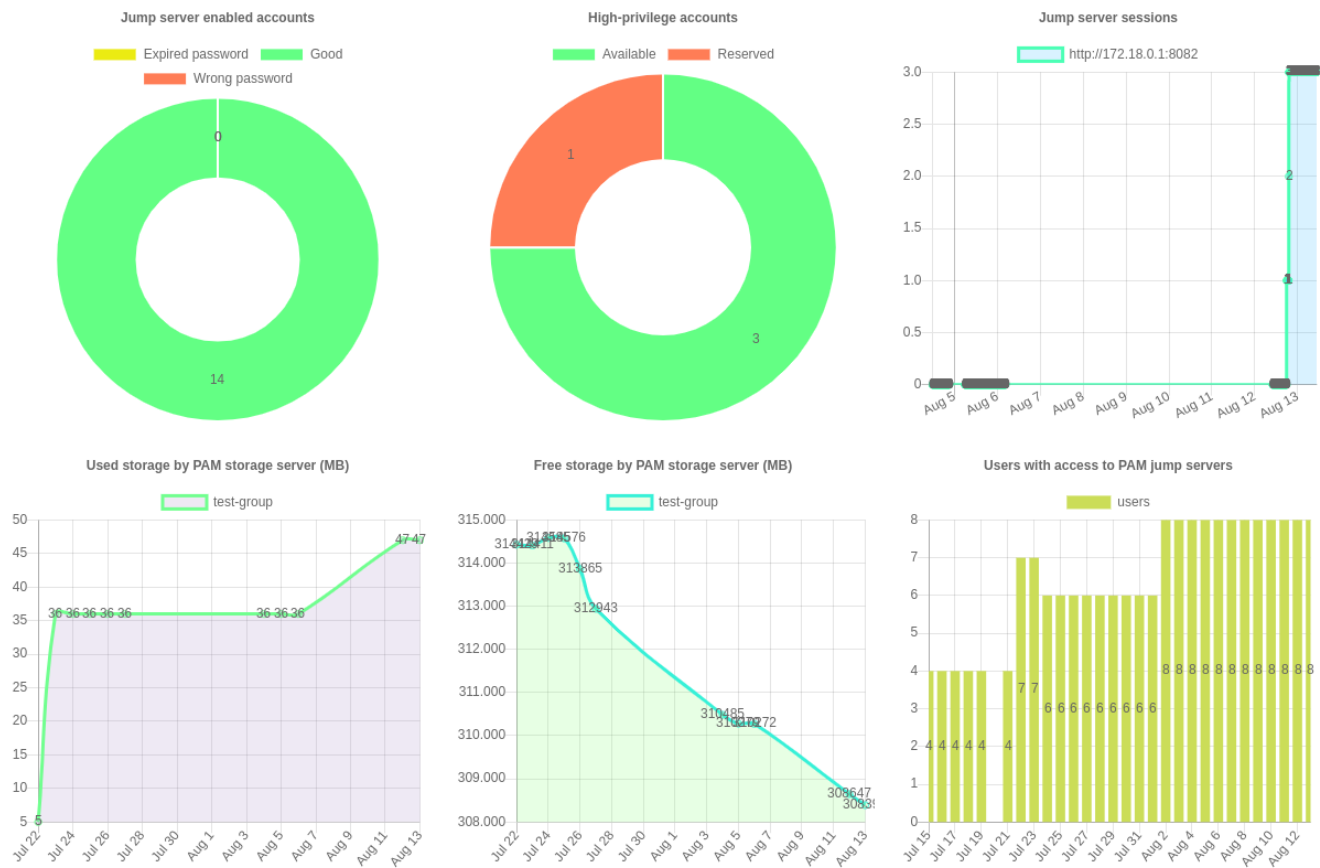 Jump server enabled accounts
Expired password Good
Wrong password
0
14
High-privilege accounts
Available Reserved
1
3
Jump server sessions
http://172.18.0.1:8082
3.0
2.5
2.0
1.5
1.0
0.5
0
2
1
Aug 5 Aug 6 Aug 7 Aug 8 Aug 9 Aug 10 Aug 11 Aug 12 Aug 13
Used storage by PAM storage server (MB)
test-group
50
45
40
35
30
25
20
15
10
5
47 47
36 36 36 36 36 36 36 36
5
Jul 22 Jul 24 Jul 26 Jul 28 Jul 30 Aug 1 Aug 3 Aug 5 Aug 7 Aug 9 Aug 11 Aug 13
Free storage by PAM storage server (MB)
test-group
315.000
314.000
313.000
312.000
311.000
310.000
309.000
308.000
313865
312943
310485
308647
Jul 22 Jul 24 Jul 26 Jul 28 Jul 30 Aug 1 Aug 3 Aug 5 Aug 7 Aug 9 Aug 11 Aug 13
Users with access to PAM jump servers
users
8
7
6
5
4
3
2
1
0
4 4 4 4 4 4 7 7 6 6 6 6 6 6 6 6 6 8 8 8 8 8 8 8 8 8 8 8 8
Jul 15 Jul 17 Jul 19 Jul 21 Jul 23 Jul 25 Jul 27 Jul 29 Jul 31 Aug 2 Aug 4 Aug 6 Aug 8 Aug 10 Aug 12